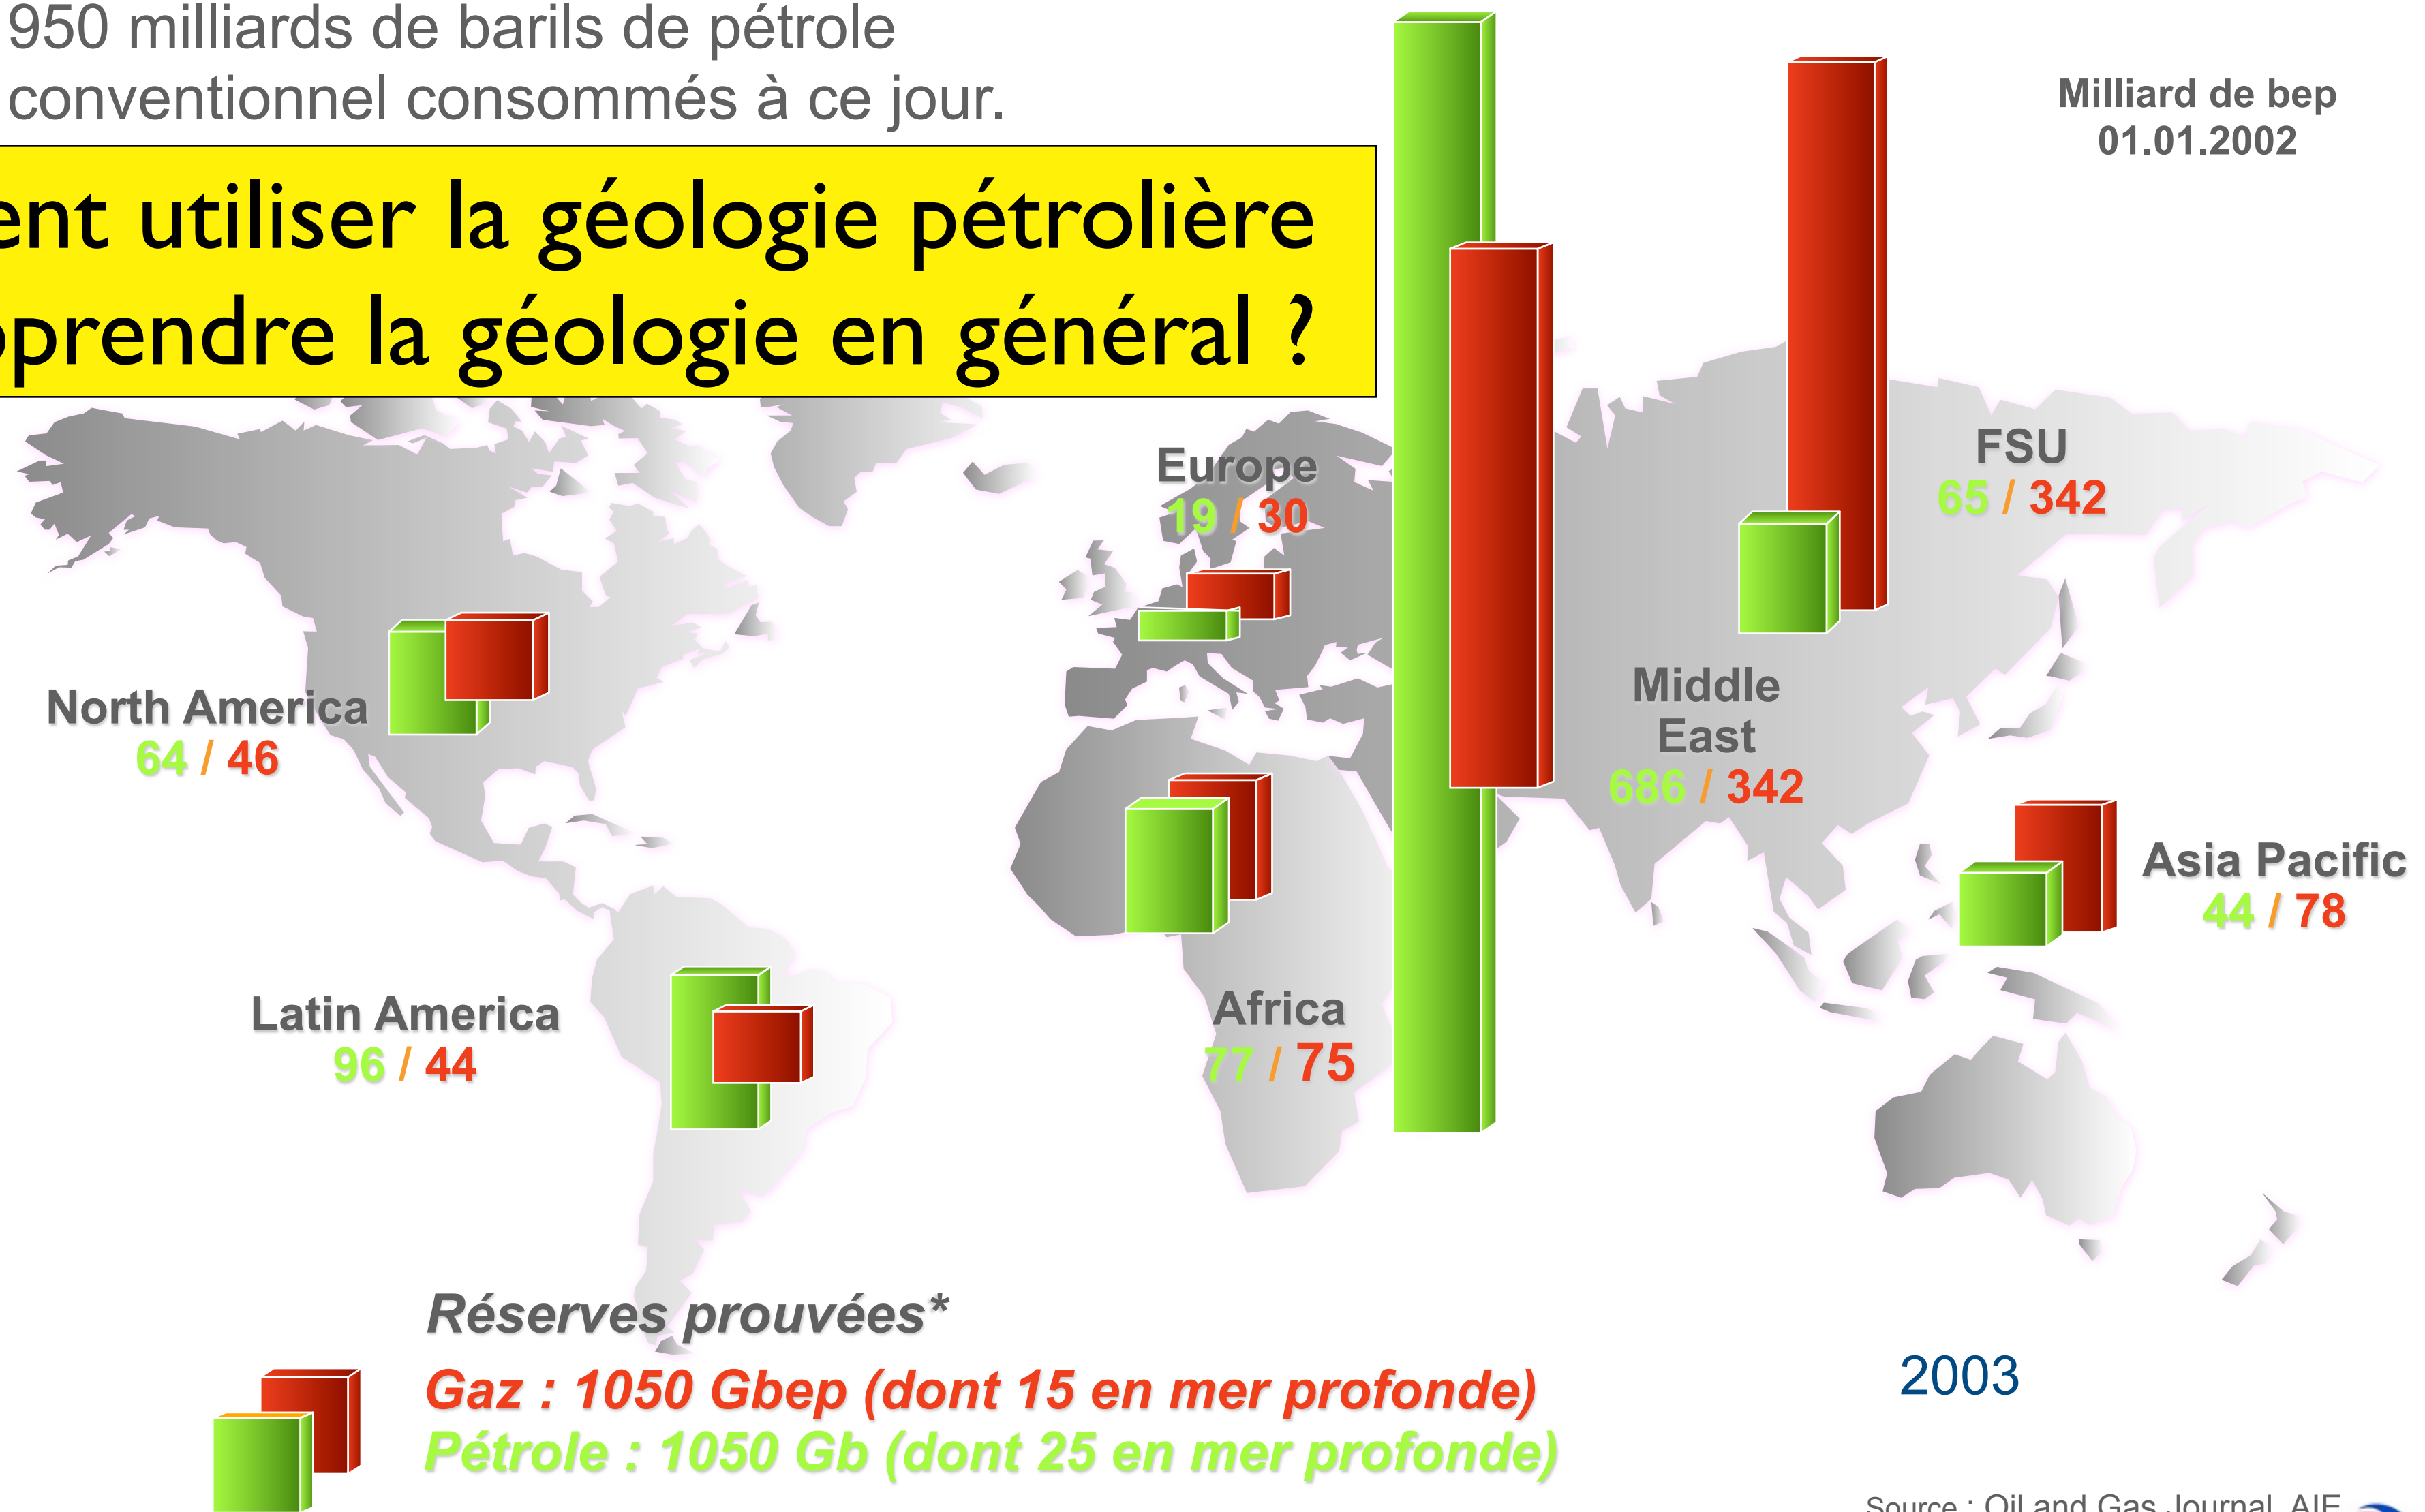 950 milliards de barils de pétrole
conventionnel consommés à ce jour.
Milliard de bep
01.01.2002
utiliser la géologie pétrolière
la géologie en général ?
Europe
19 / 30
FSU
65 / 342
North America
64 / 46
Middle
East
686 / 342
Asia Pacific
44 / 78
Latin America
96 / 44
Africa
77 / 75
Réserves prouvées*
Gaz : 1050 Gbep (dont 15 en mer profonde)
Pétrole : 1050 Gb (dont 25 en mer profonde)
2003
Source : Oil and Gas Journal, AIE